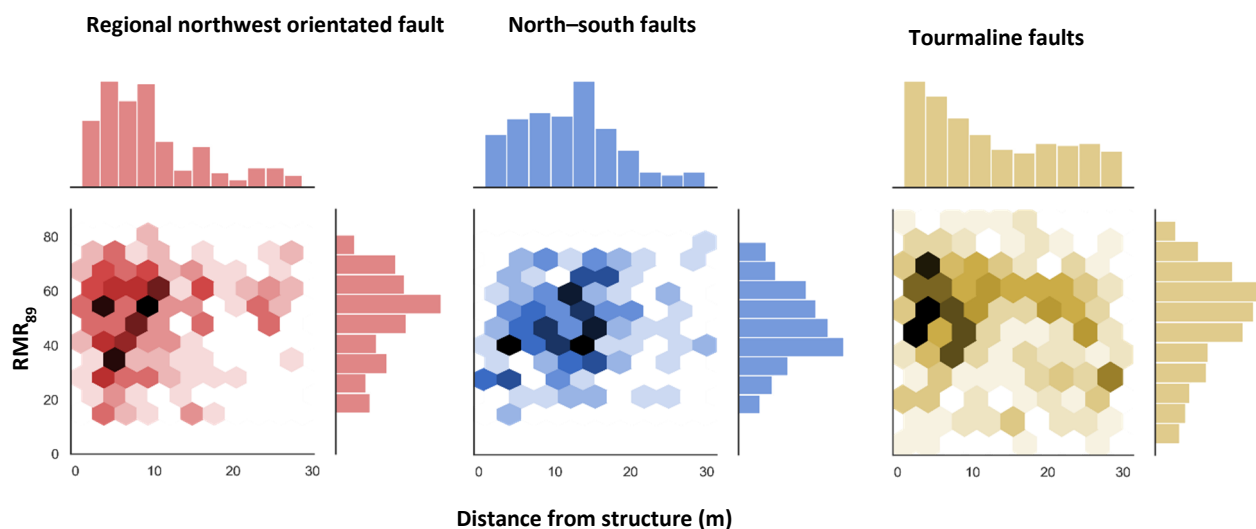 Regional northwest orientated fault
North–south faults
Tourmaline faults
RMR89
80
60
40
20
0
0 10 20 30
0 10 20 30
0 10 20 30
Distance from structure (m)